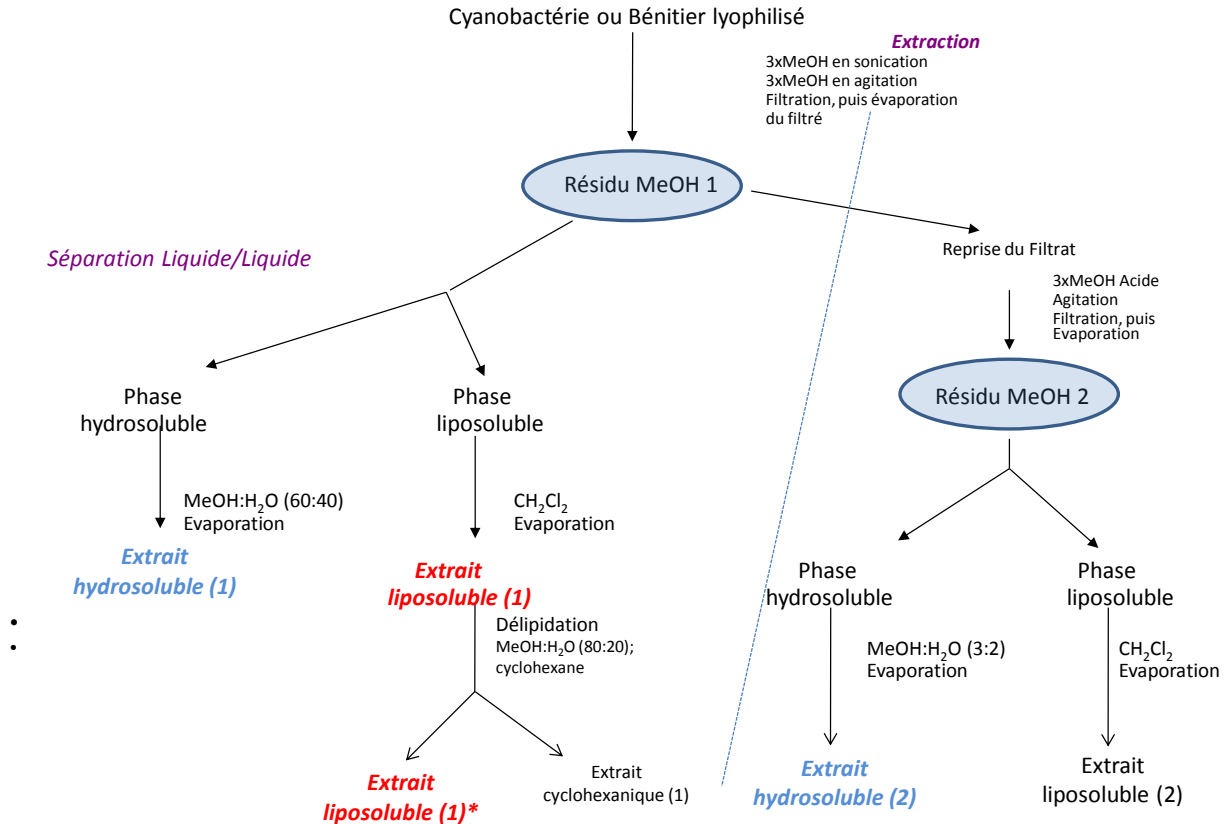 Cyanobactérie ou Bénitier lyophilisé
Extraction
3xMeOH en sonication
3xMeOH en agitation
Filtration, puis évaporation
du filtré
Résidu MeOH 1
Séparation Liquide/Liquide
Reprise du Filtrat
3xMeOH Acide
Agitation
Filtration, puis
Evaporation
Résidu MeOH 2
Phase
hydrosoluble
Phase
liposoluble
MeOH:H₂O (60:40)
Evaporation
CH₂Cl₂
Evaporation
Extrait
hydrosoluble (1)
Extrait
liposoluble (1)
Délipidation
MeOH:H₂O (80:20);
cyclohexane
Extrait
liposoluble (1)*
Extrait
cyclohexanique (1)
Phase
hydrosoluble
Phase
liposoluble
MeOH:H₂O (3:2)
Evaporation
CH₂Cl₂
Evaporation
Extrait
hydrosoluble (2)
Extrait
liposoluble (2)
•
•